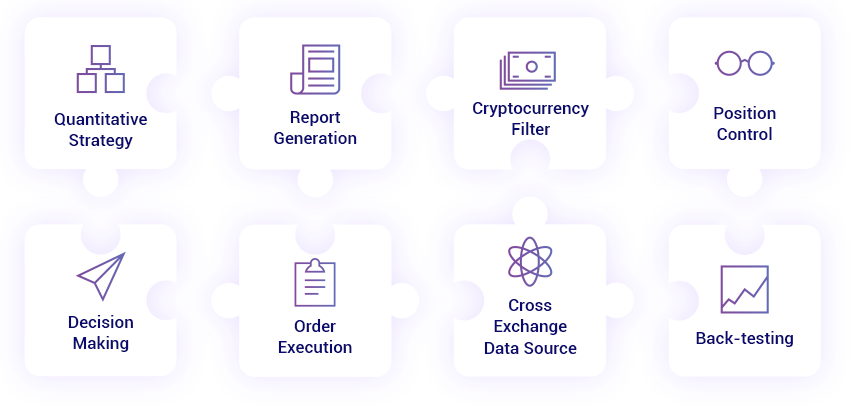 Quantitative
Strategy
Report
Generation
Cryptocurrency
Filter
Position
Control
Decision
Making
Order
Execution
Cross
Exchange
Data Source
Back-testing